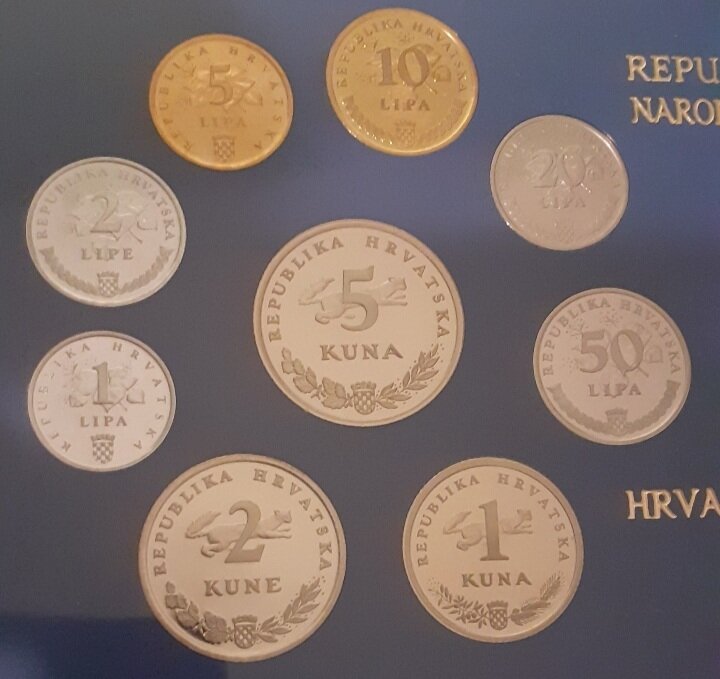 REPUBLIKA HRVATSKA
5
LIPA
REPUBLIKA HRVATSKA
10
LIPA
REPU
NAROD
REPUBLIKA HRVATSKA
2
LIPE
20
LIPA
REPUBLIKA HRVATSKA
5
KUNA
REPUBLIKA HRVATSKA
50
LIPA
REPUBLIKA HRVATSKA
1
LIPA
HRVA
REPUBLIKA HRVATSKA
2
KUNE
REPUBLIKA HRVATSKA
1
KUNA